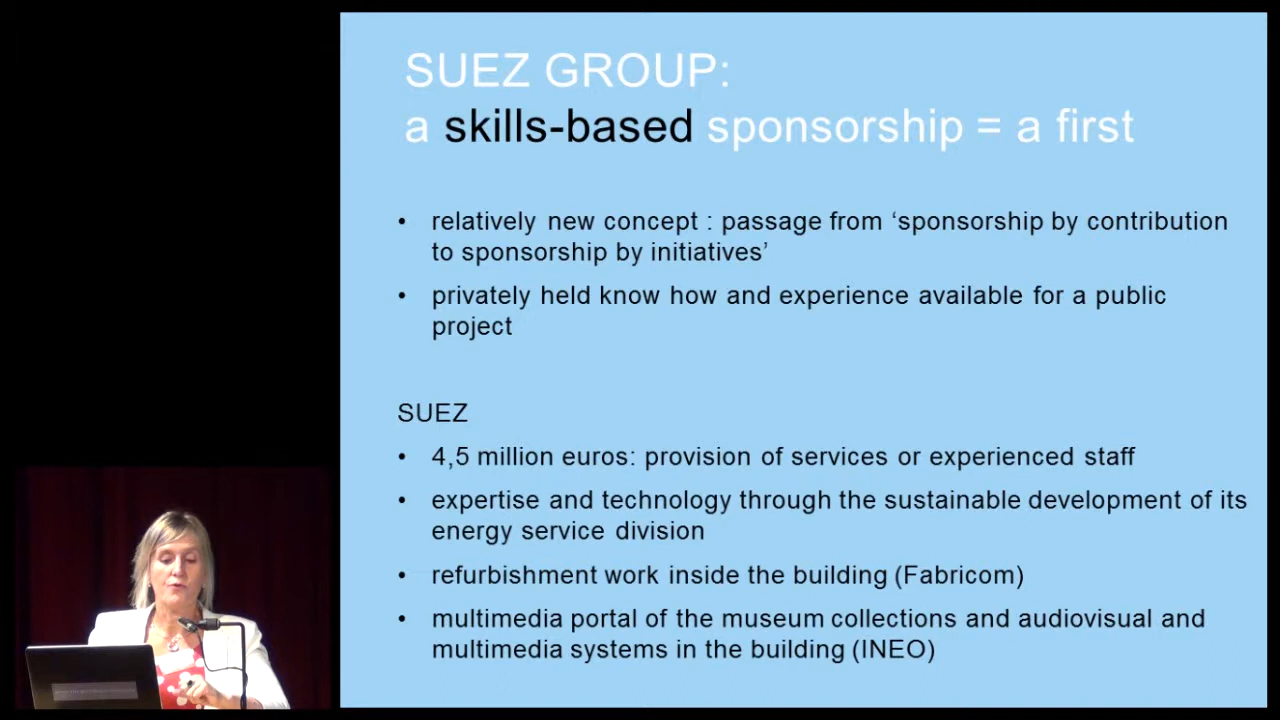 SUEZ GROUP:
a skills-based sponsorship = a first
• relatively new concept : passage from ‘sponsorship by contribution
to sponsorship by initiatives’
• privately held know how and experience available for a public
project
SUEZ
• 4,5 million euros: provision of services or experienced staff
• expertise and technology through the sustainable development of its
energy service division
• refurbishment work inside the building (Fabricom)
• multimedia portal of the museum collections and audiovisual and
multimedia systems in the building (INEO)